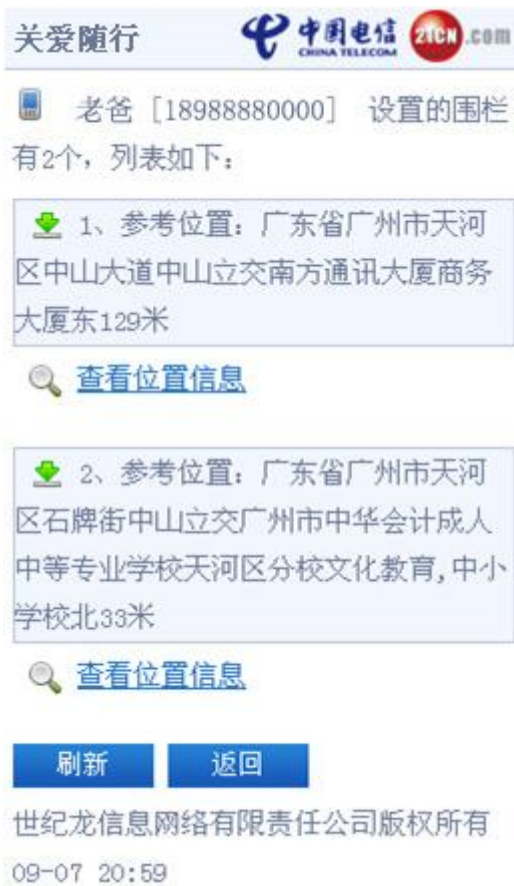 关爱随行 中国电信 CHINA TELECOM 21CN.com
老爸 [18988880000] 设置的围栏
有2个，列表如下：
1、参考位置：广东省广州市天河
区中山大道中山立交南方通讯大厦商务
大厦东129米
查看位置信息
2、参考位置：广东省广州市天河
区石牌街中山立交广州市中华会计成人
中等专业学校天河区分校文化教育,中小
学校北33米
查看位置信息
刷新 返回
世纪龙信息网络有限责任公司版权所有
09-07 20:59